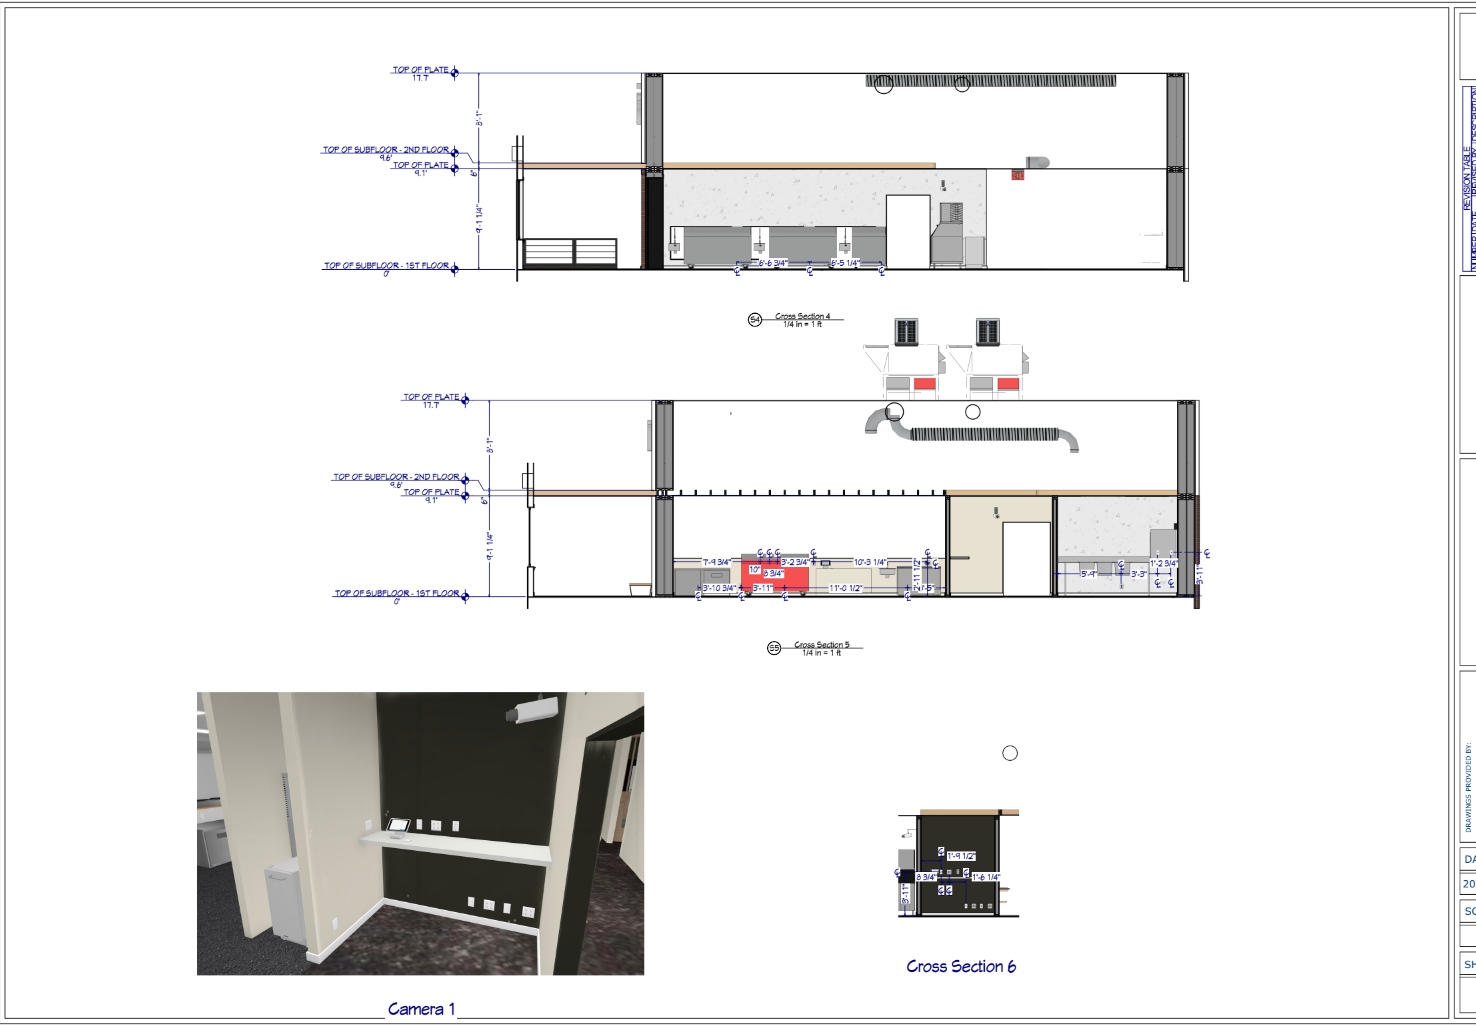 TOP OF PLATE
17.7'
8'-1"
TOP OF SUBFLOOR - 2ND FLOOR
9.6'
TOP OF PLATE
9.1'
6"
9'-1 1/4"
TOP OF SUBFLOOR - 1ST FLOOR
0'
6'-6 3/4"
6'-5 1/4"
S4
Cross Section 4
1/4 in = 1 ft
TOP OF PLATE
17.7'
8'-1"
TOP OF SUBFLOOR - 2ND FLOOR
9.6'
TOP OF PLATE
9.1'
6"
9'-1 1/4"
7'-9 3/4"
10"
8 3/4"
3'-2 3/4"
10'-3 1/4"
2'-11 1/2"
3'-10 3/4"
3'-11"
11'-0 1/2"
1'-5"
5'-9"
3'-3"
1'-2 3/4"
3'-11"
TOP OF SUBFLOOR - 1ST FLOOR
0'
S5
Cross Section 5
1/4 in = 1 ft
Camera 1
1'-9 1/2"
8 3/4"
1'-6 1/4"
3'-11"
Cross Section 6
REVISION TABLE
NUMBER DATE REVISED BY DESCRIPTION
DRAWINGS PROVIDED BY:
DA
20
SC
SH